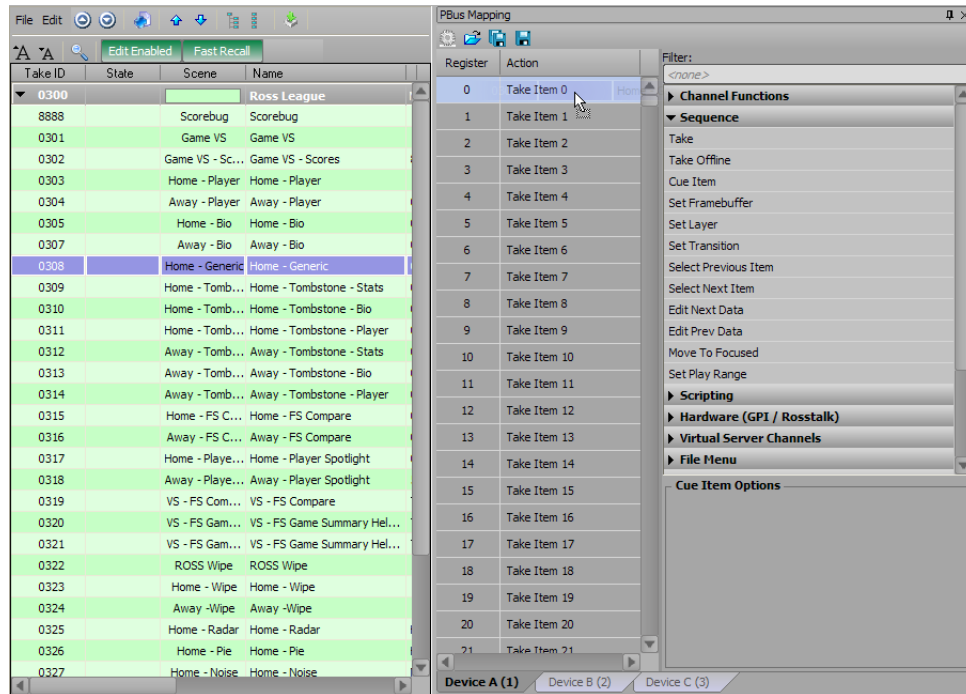 File Edit
Edit Enabled Fast Recall
Take ID State Scene Name
0300 Ross League
8888 Scorebug Scorebug
0301 Game VS Game VS
0302 Game VS - Sc... Game VS - Scores
0303 Home - Player Home - Player
0304 Away - Player Away - Player
0305 Home - Bio Home - Bio
0307 Away - Bio Away - Bio
0308 Home - Generic Home - Generic
0309 Home - Tomb... Home - Tombstone - Stats
0310 Home - Tomb... Home - Tombstone - Bio
0311 Home - Tomb... Home - Tombstone - Player
0312 Away - Tomb... Away - Tombstone - Stats
0313 Away - Tomb... Away - Tombstone - Bio
0314 Away - Tomb... Away - Tombstone - Player
0315 Home - FS C... Home - FS Compare
0316 Away - FS C... Away - FS Compare
0317 Home - Playe... Home - Player Spotlight
0318 Away - Playe... Away - Player Spotlight
0319 VS - FS Com... VS - FS Compare
0320 VS - FS Gam... VS - FS Game Summary Hel...
0321 VS - FS Gam... VS - FS Game Summary Hel...
0322 ROSS Wipe ROSS Wipe
0323 Home - Wipe Home - Wipe
0324 Away -Wipe Away -Wipe
0325 Home - Radar Home - Radar
0326 Home - Pie Home - Pie
0327 Home - Noise Home - Noise
PBus Mapping
Register Action
0 Take Item 0
1 Take Item 1
2 Take Item 2
3 Take Item 3
4 Take Item 4
5 Take Item 5
6 Take Item 6
7 Take Item 7
8 Take Item 8
9 Take Item 9
10 Take Item 10
11 Take Item 11
12 Take Item 12
13 Take Item 13
14 Take Item 14
15 Take Item 15
16 Take Item 16
17 Take Item 17
18 Take Item 18
19 Take Item 19
20 Take Item 20
21 Take Item 21
Device A (1) Device B (2) Device C (3)
Filter:
<none>
Channel Functions
Sequence
Take
Take Offline
Cue Item
Set Framebuffer
Set Layer
Set Transition
Select Previous Item
Select Next Item
Edit Next Data
Edit Prev Data
Move To Focused
Set Play Range
Scripting
Hardware (GPI / Rosstalk)
Virtual Server Channels
File Menu
Cue Item Options